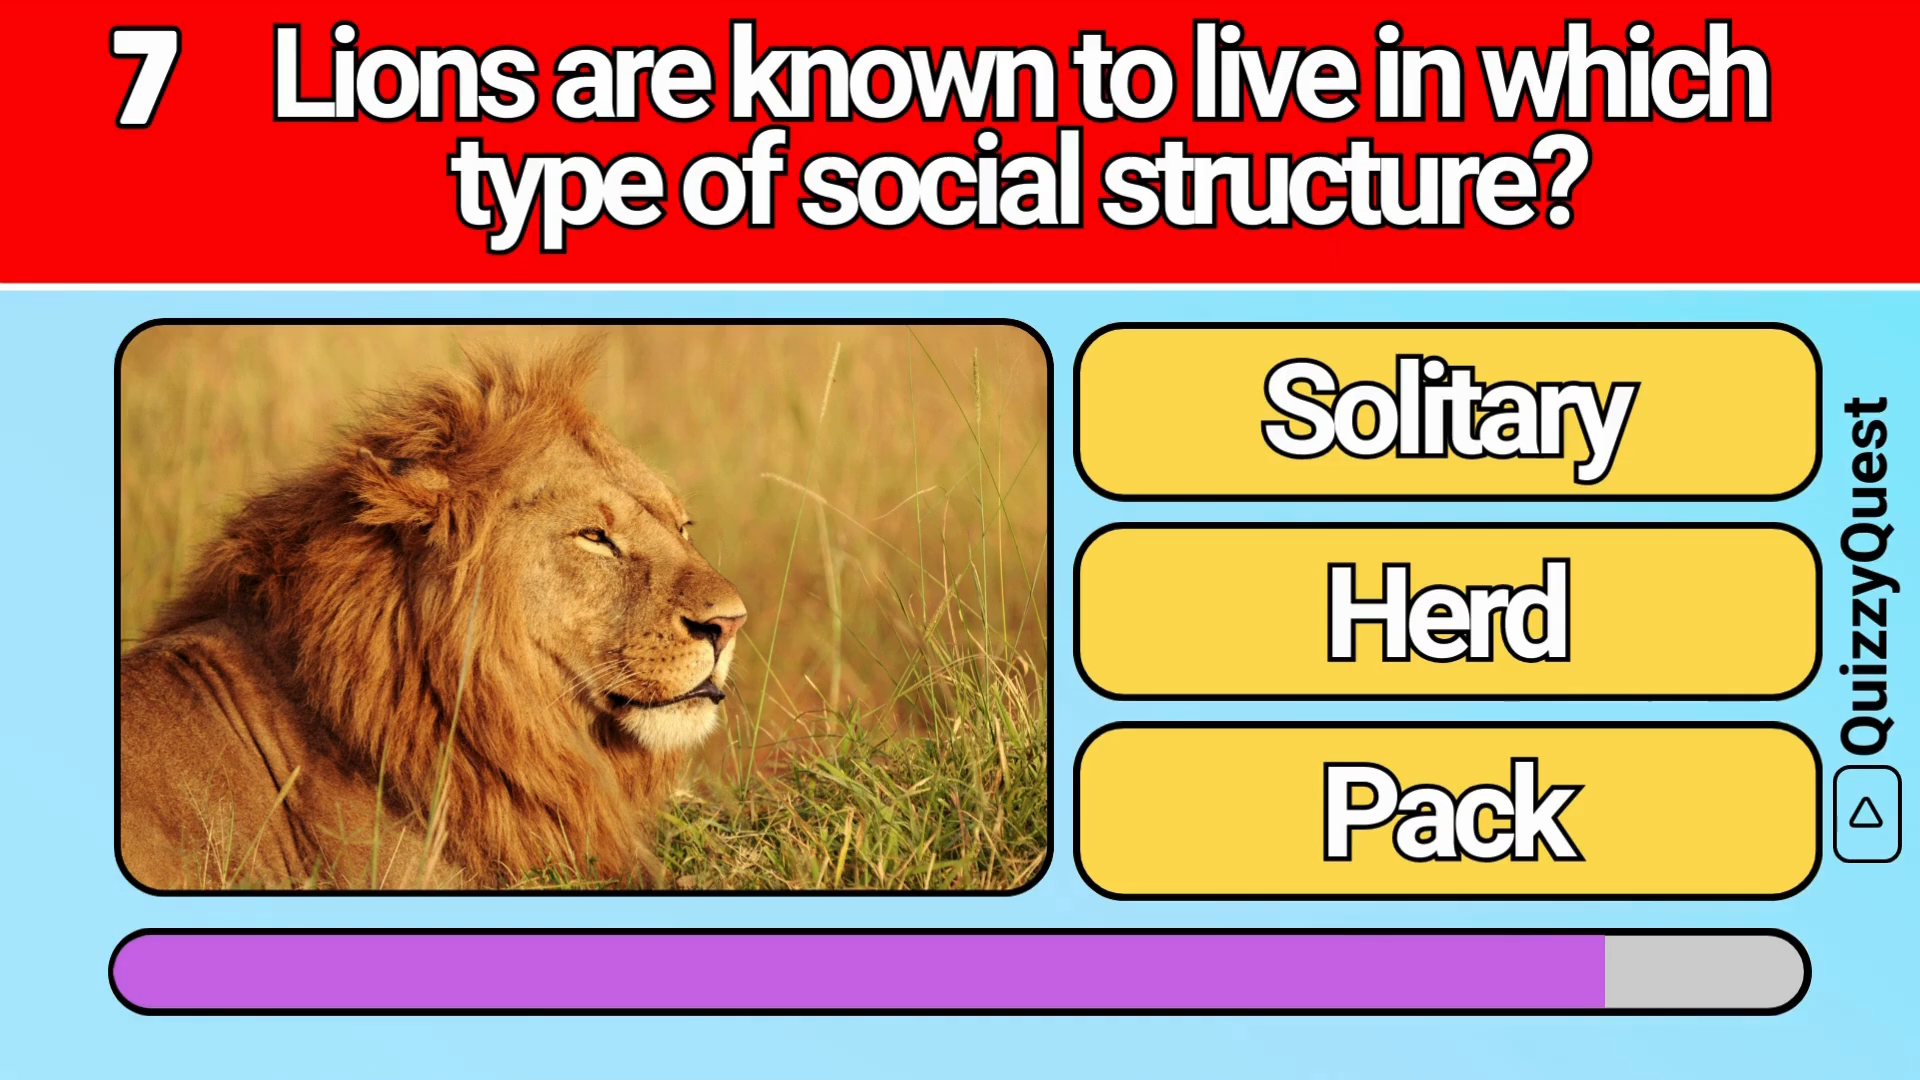 7 Lions are known to live in which
type of social structure?
Solitary
Herd
Pack
QuizzyQuest